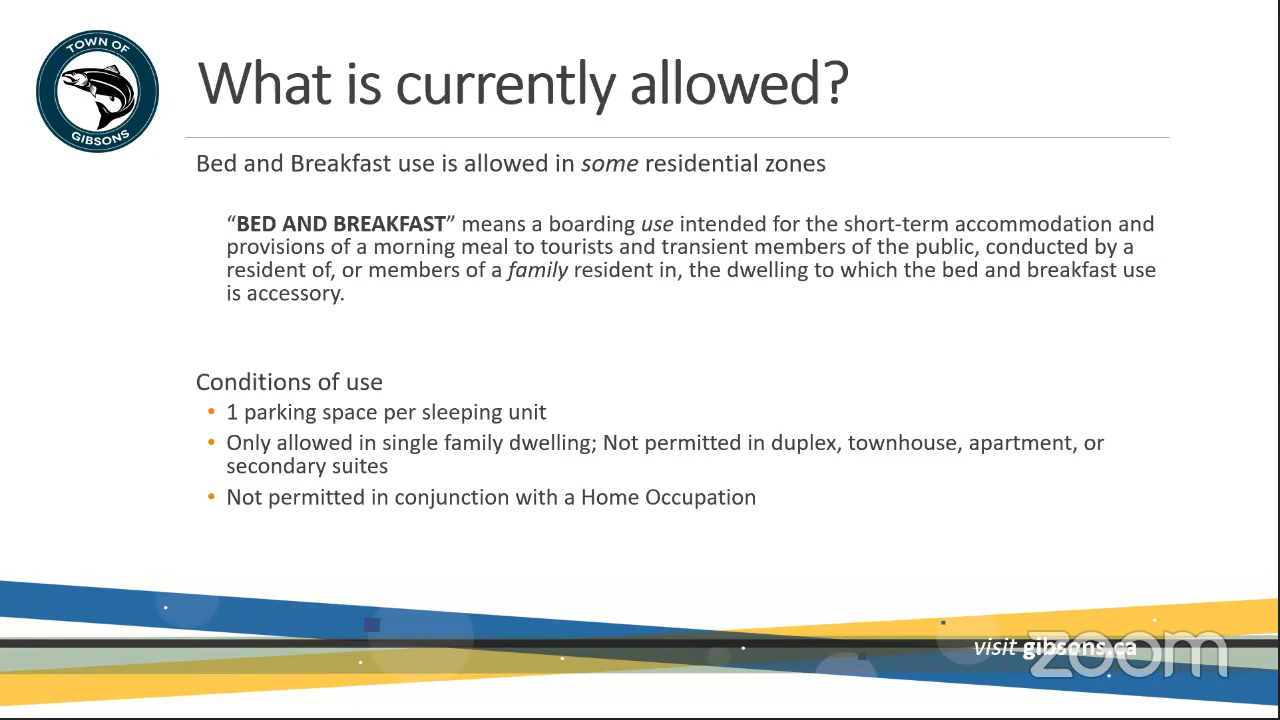 TOWN OF
GIBSONS
What is currently allowed?
Bed and Breakfast use is allowed in some residential zones
“BED AND BREAKFAST” means a boarding use intended for the short-term accommodation and
provisions of a morning meal to tourists and transient members of the public, conducted by a
resident of, or members of a family resident in, the dwelling to which the bed and breakfast use
is accessory.
Conditions of use
• 1 parking space per sleeping unit
• Only allowed in single family dwelling; Not permitted in duplex, townhouse, apartment, or
secondary suites
• Not permitted in conjunction with a Home Occupation
visit gibsons.ca
zoom